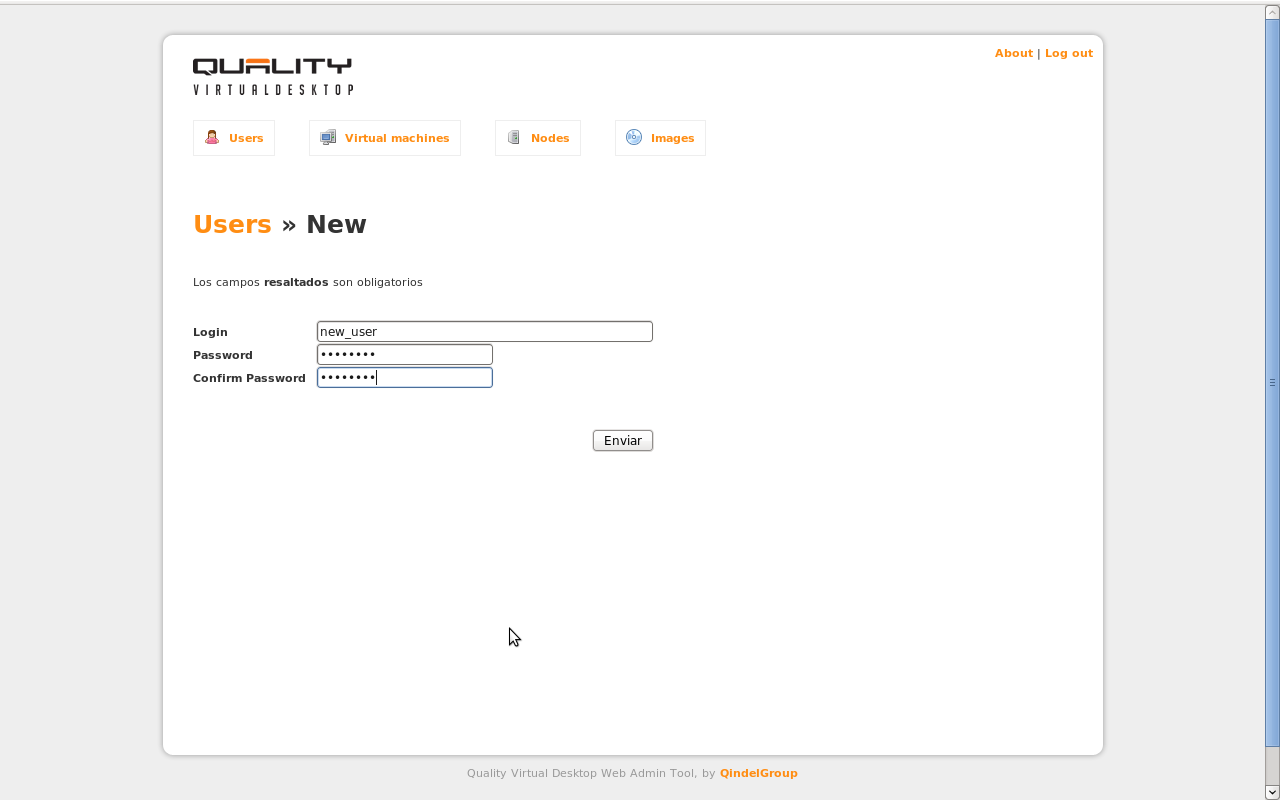 About | Log out
QUALITY
VIRTUALDESKTOP
Users
Virtual machines
Nodes
Images
Users » New
Los campos resaltados son obligatorios
Login new_user
Password ••••••••
Confirm Password ••••••••
Enviar
Quality Virtual Desktop Web Admin Tool, by QindelGroup